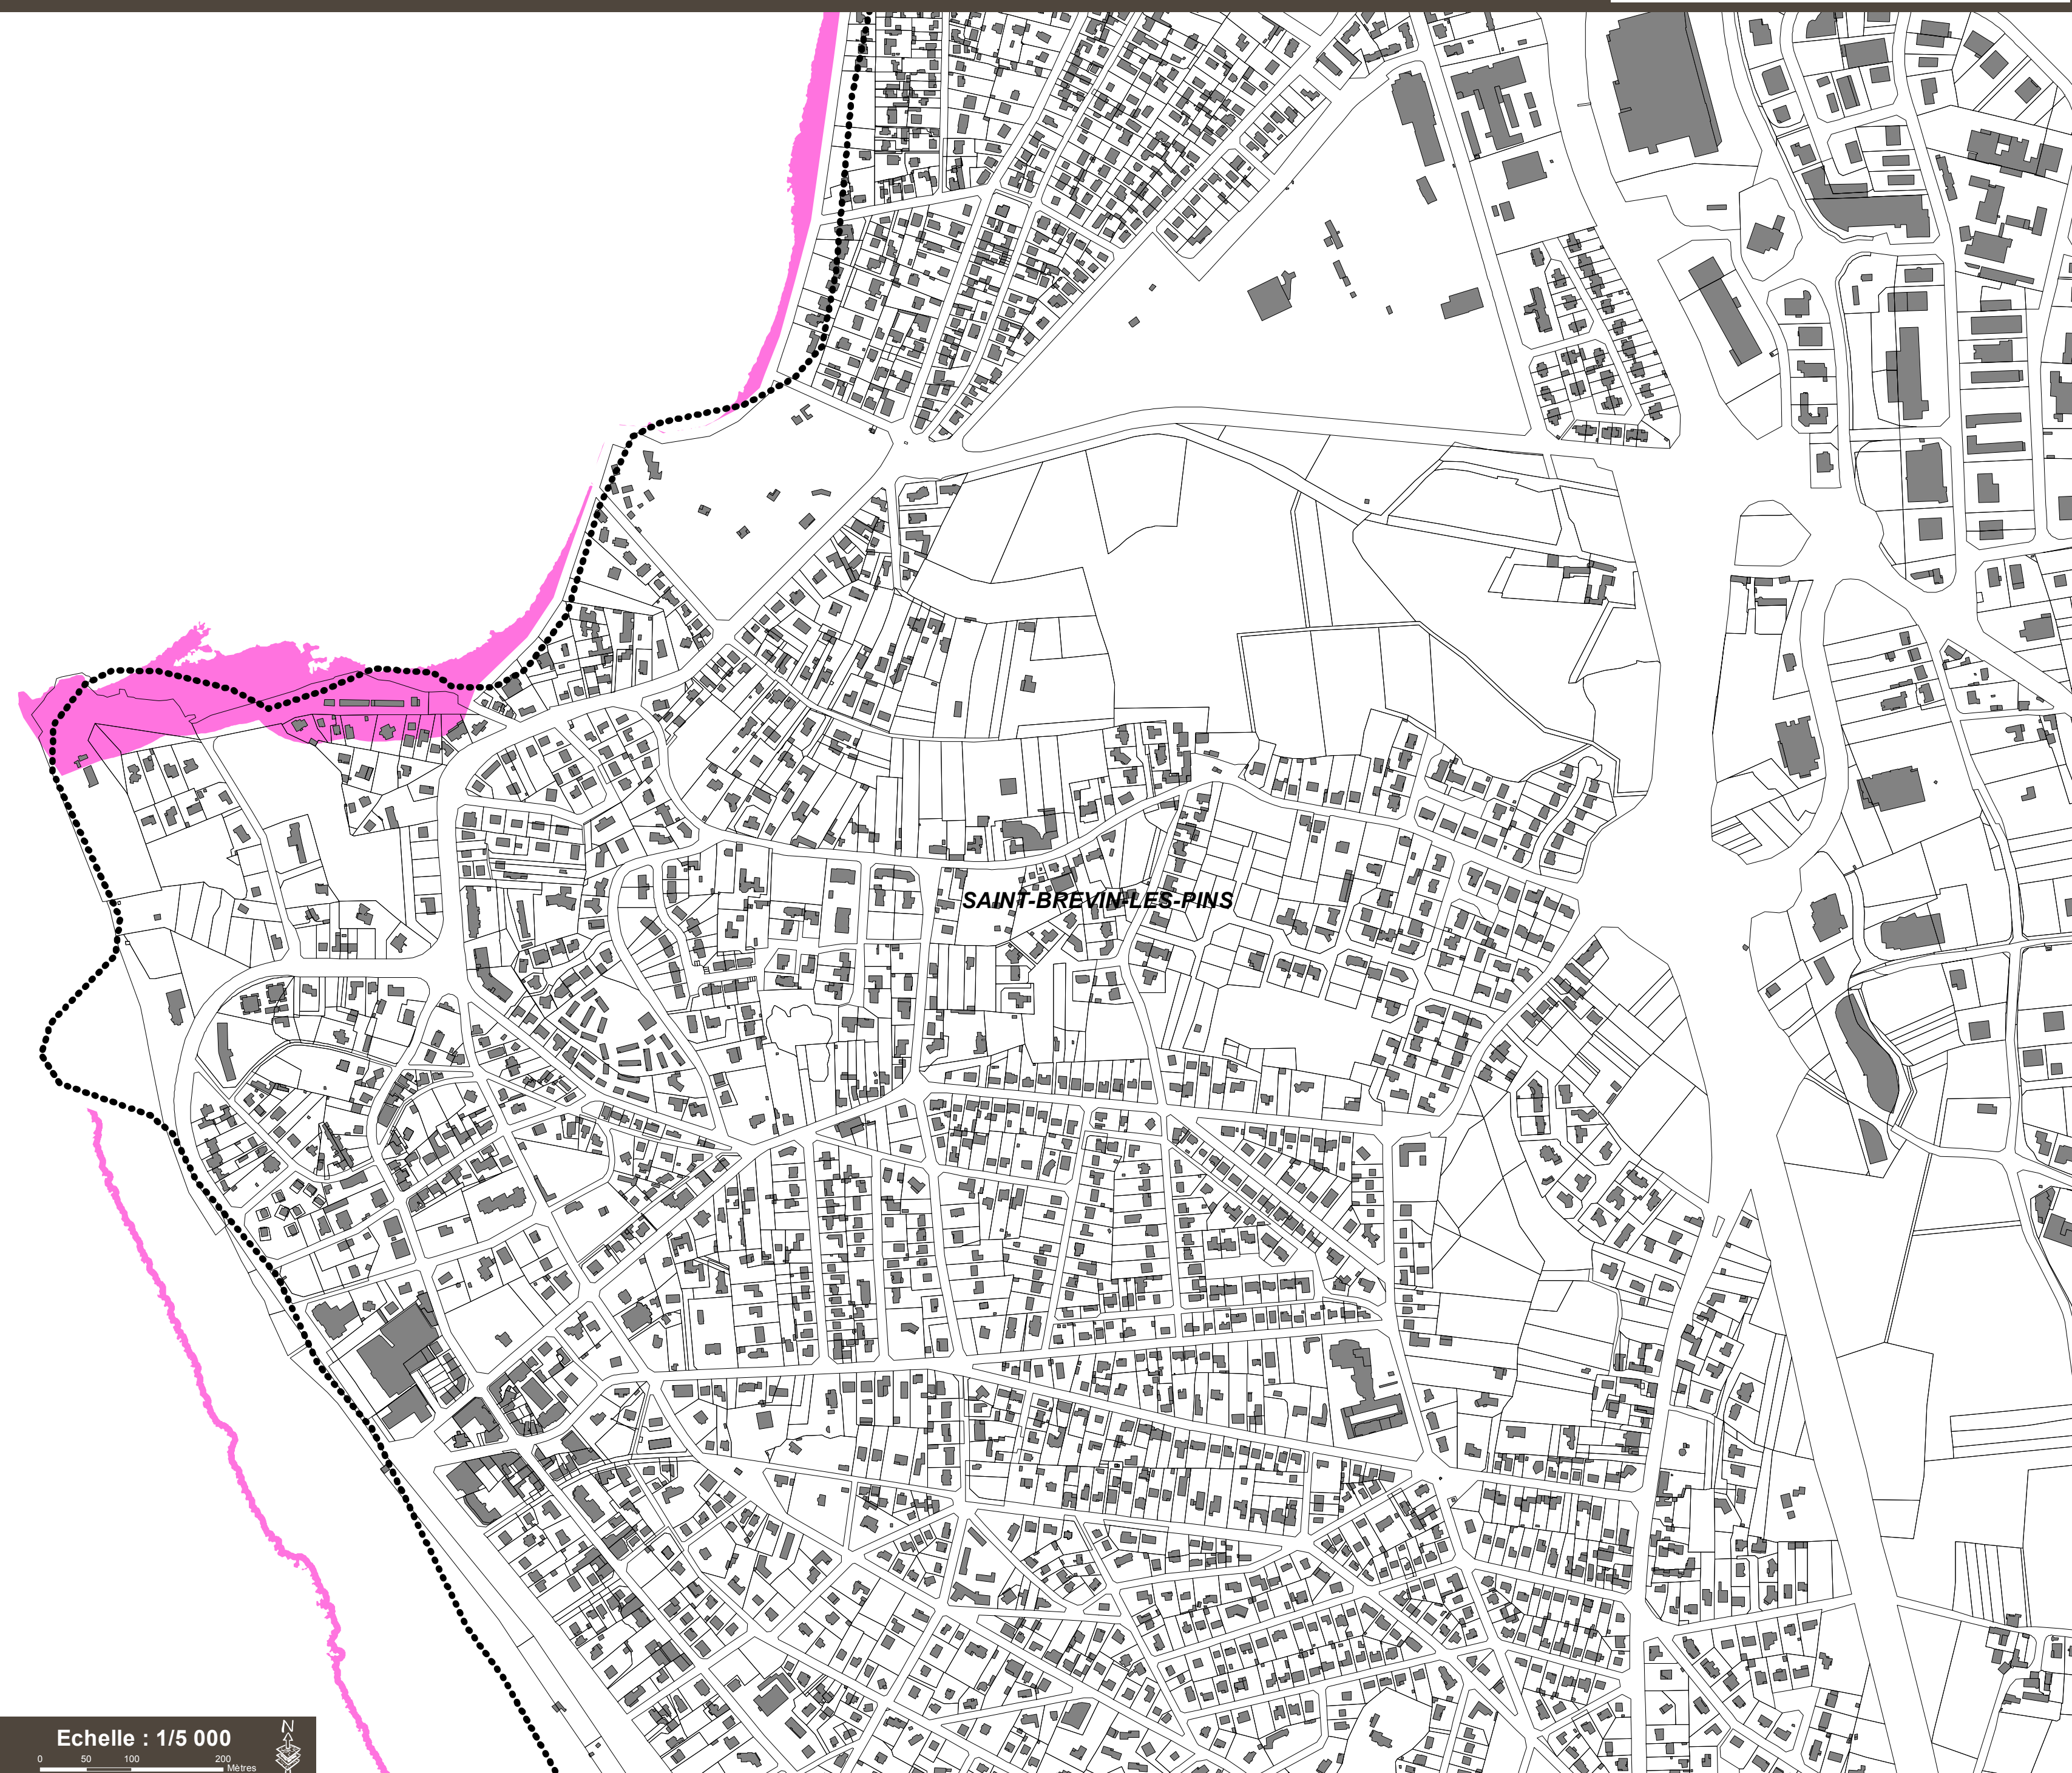 SAINT-BREVIN-LES-PINS
Echelle : 1/5 000
N
0 50 100 200
Mètres